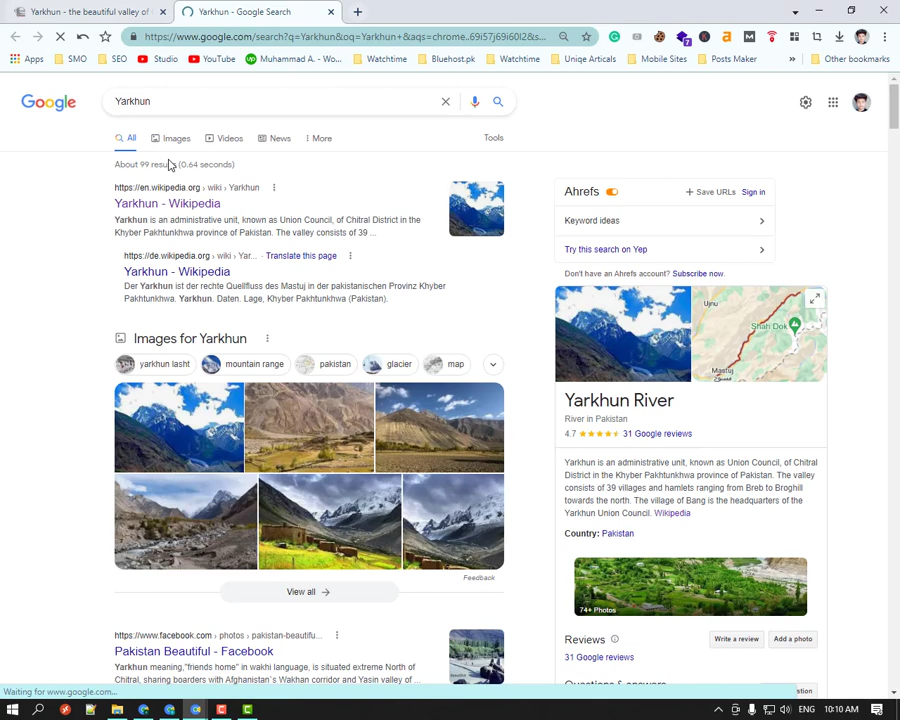 Yarkhun - the beautiful valley of
Yarkhun - Google Search
https://www.google.com/search?q=Yarkhun&oq=Yarkhun+&aqs=chrome..69i57j69i60l2&s...
Apps
SMO
SEO
Studio
YouTube
Muhammad A. - Wo...
Watchtime
Bluehost.pk
Watchtime
Uniqe Articals
Mobile Sites
Posts Maker
»
Other bookmarks
Google
Yarkhun
All
Images
Videos
News
More
Tools
About 99 results (0.64 seconds)
https://en.wikipedia.org › wiki › Yarkhun
Yarkhun - Wikipedia
Yarkhun is an administrative unit, known as Union Council, of Chitral District in the
Khyber Pakhtunkhwa province of Pakistan. The valley consists of 39 ...
https://de.wikipedia.org › wiki › Yar... · Translate this page
Yarkhun - Wikipedia
Der Yarkhun ist der rechte Quellfluss des Mastuj in der pakistanischen Provinz Khyber
Pakhtunkhwa. Yarkhun. Daten. Lage, Khyber Pakhtunkhwa (Pakistan).
Images for Yarkhun
yarkhun lasht
mountain range
pakistan
glacier
map
Feedback
View all
https://www.facebook.com › photos › pakistan-beautifu...
Pakistan Beautiful - Facebook
Yarkhun meaning,"friends home" in wakhi language, is situated extreme North of
Chitral, sharing boarders with Afghanistan`s Wakhan corridor and Yasin valley of ...
Ahrefs
Save URLs
Sign in
Keyword ideas
Try this search on Yep
Don't have an Ahrefs account? Subscribe now.
Ujnu
Shah Dok
Mastuj
Yarkhun River
River in Pakistan
4.7
31 Google reviews
Yarkhun is an administrative unit, known as Union Council, of Chitral
District in the Khyber Pakhtunkhwa province of Pakistan. The valley
consists of 39 villages and hamlets ranging from Breb to Broghill
towards the north. The village of Bang is the headquarters of the
Yarkhun Union Council. Wikipedia
Country: Pakistan
74+ Photos
Reviews
Write a review
Add a photo
31 Google reviews
Waiting for www.google.com...
ENG
10:10 AM